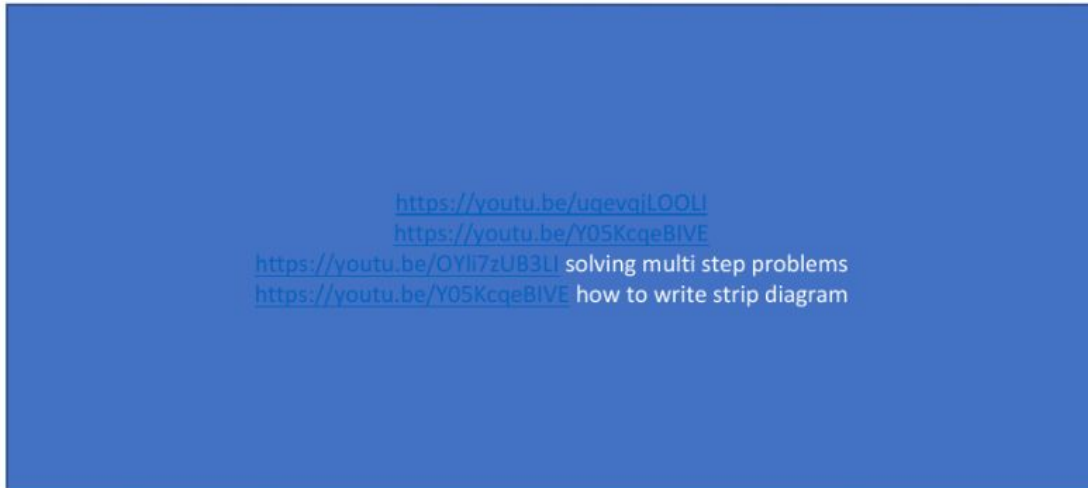 https://youtu.be/uqevqjLOOLI
https://youtu.be/Y05KcqeBIVE
https://youtu.be/OYli7zUB3LI solving multi step problems
https://youtu.be/Y05KcqeBIVE how to write strip diagram